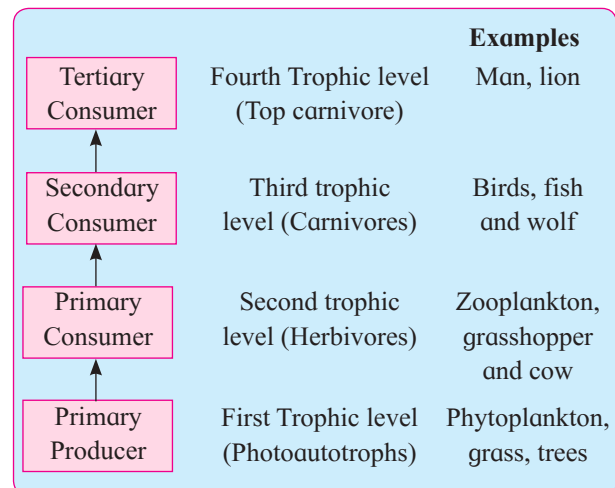 Examples
Tertiary Consumer
Fourth Trophic level (Top carnivore)
Man, lion
Secondary Consumer
Third trophic level (Carnivores)
Birds, fish and wolf
Primary Consumer
Second trophic level (Herbivores)
Zooplankton, grasshopper and cow
Primary Producer
First Trophic level (Photoautotrophs)
Phytoplankton, grass, trees